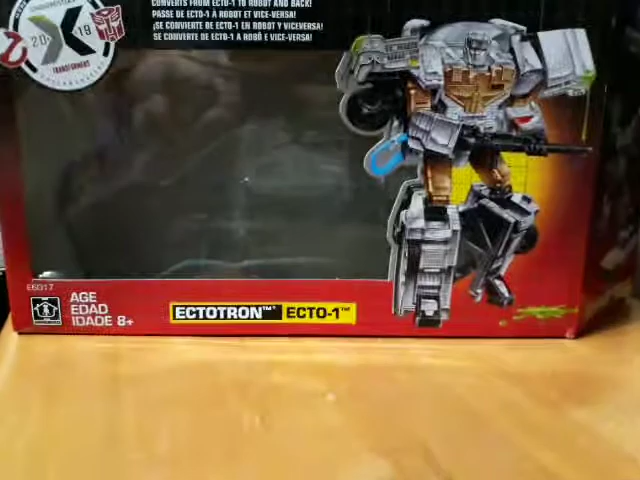 CONVERTS FROM ECTO-1 TO ROBOT AND BACK!
PASSE DE ECTO-1 À ROBOT ET VICE-VERSA!
¡SE CONVIERTE DE ECTO-1 EN ROBOT Y VICEVERSA!
SE CONVERTE DE ECTO-1 A ROBÔ E VICE-VERSA!
20 19
TRANSFORMERS
E6017
AGE
EDAD
IDADE 8+
ECTOTRON™ ECTO-1™